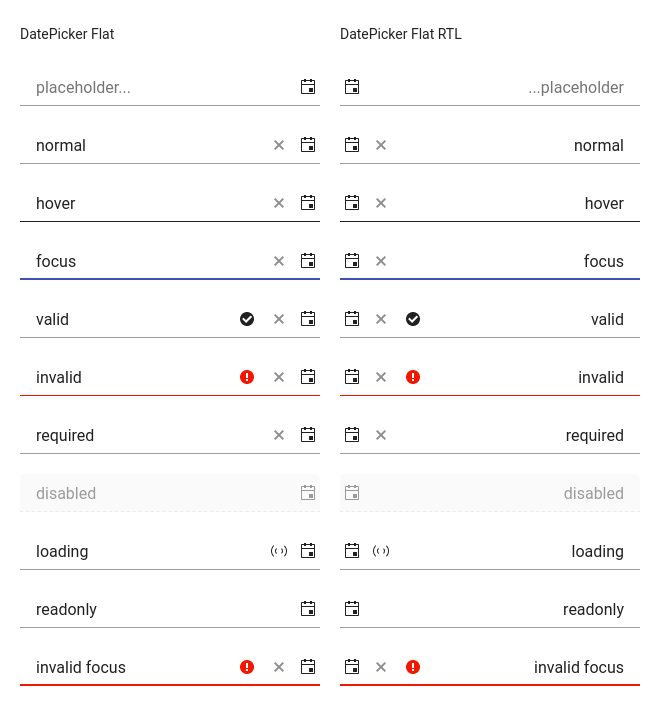 DatePicker Flat
DatePicker Flat RTL
placeholder...
...placeholder
normal
normal
hover
hover
focus
focus
valid
valid
invalid
invalid
required
required
disabled
disabled
loading
loading
readonly
readonly
invalid focus
invalid focus